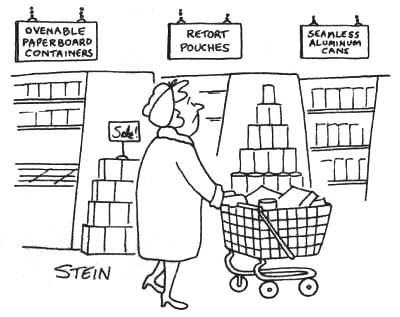 OVENABLE
PAPERBOARD
CONTAINERS
RETORT
POUCHES
SEAMLESS
ALUMINUM
CANS
Sale!
STEIN